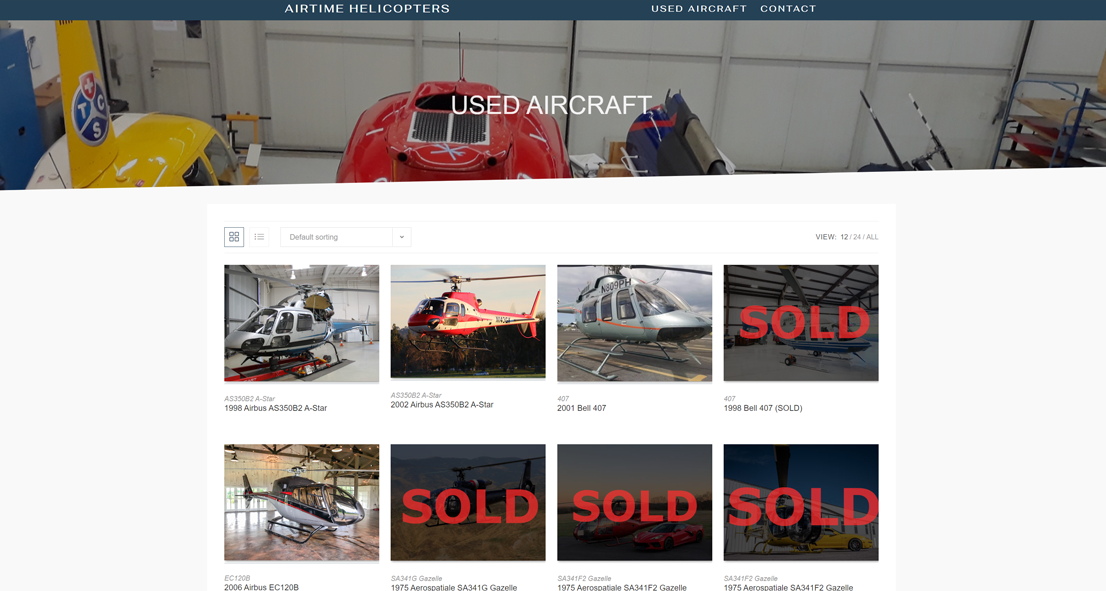 AIRTIME HELICOPTERS
USED AIRCRAFT CONTACT
USED AIRCRAFT
TCS
Default sorting
VIEW: 12 / 24 / ALL
N809PH
SOLD
AS350B2 A-Star
1998 Airbus AS350B2 A-Star
AS350B2 A-Star
2002 Airbus AS350B2 A-Star
407
2001 Bell 407
407
1998 Bell 407 (SOLD)
SOLD
SOLD
SOLD
EC120B
2006 Airbus EC120B
SA341G Gazelle
1975 Aerospatiale SA341G Gazelle
SA341F2 Gazelle
1975 Aerospatiale SA341F2 Gazelle
SA341F2 Gazelle
1975 Aerospatiale SA341F2 Gazelle